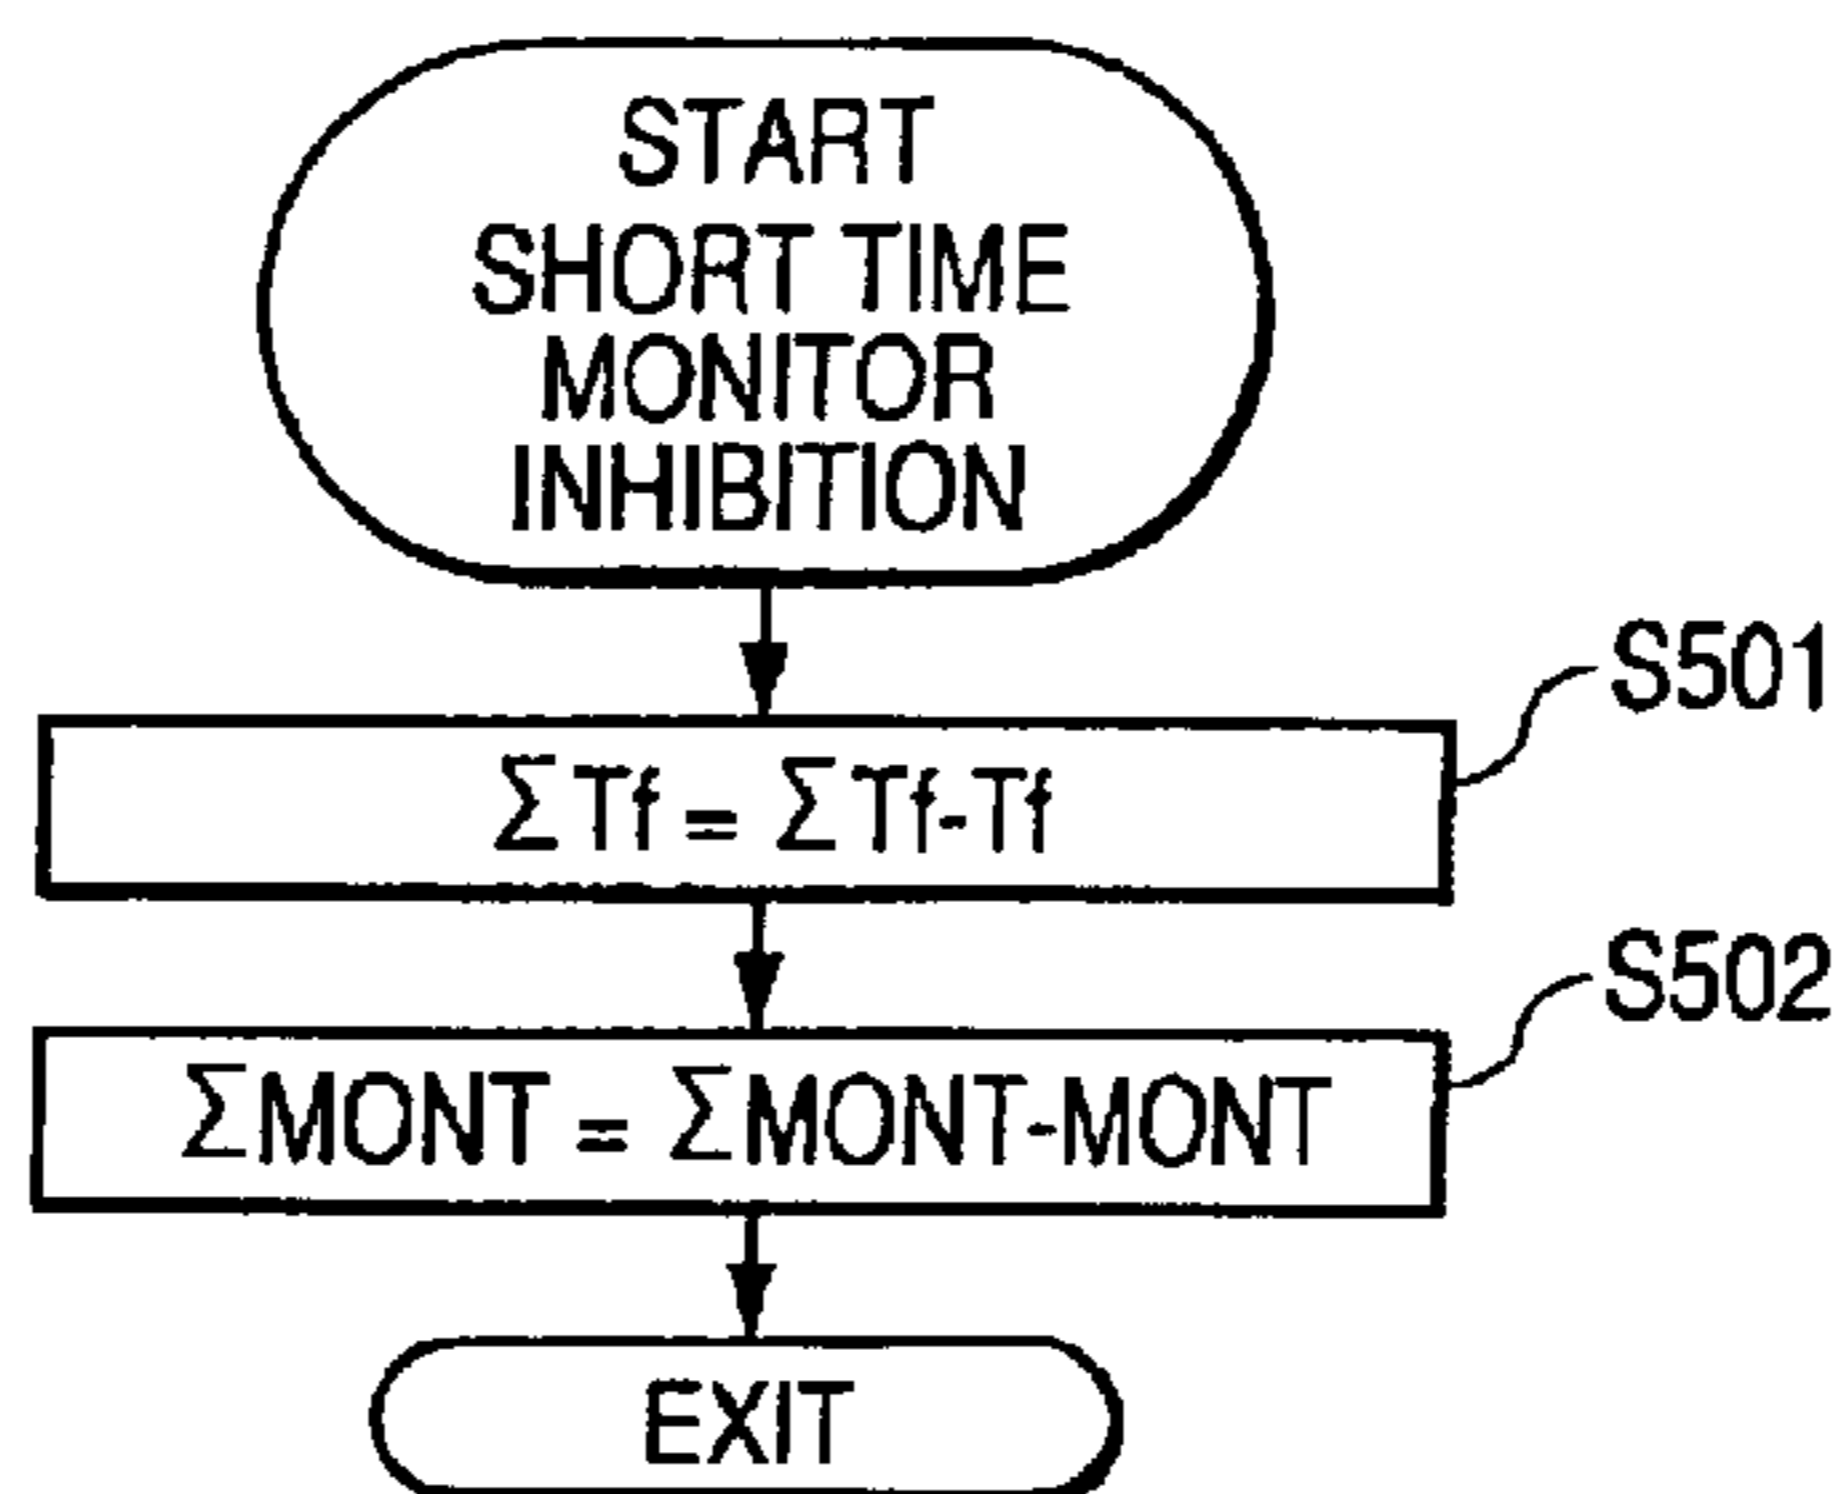 START
SHORT TIME
MONITOR
INHIBITION
S501
ΣTf = ΣTf-Tf
S502
ΣMONT = ΣMONT-MONT
EXIT